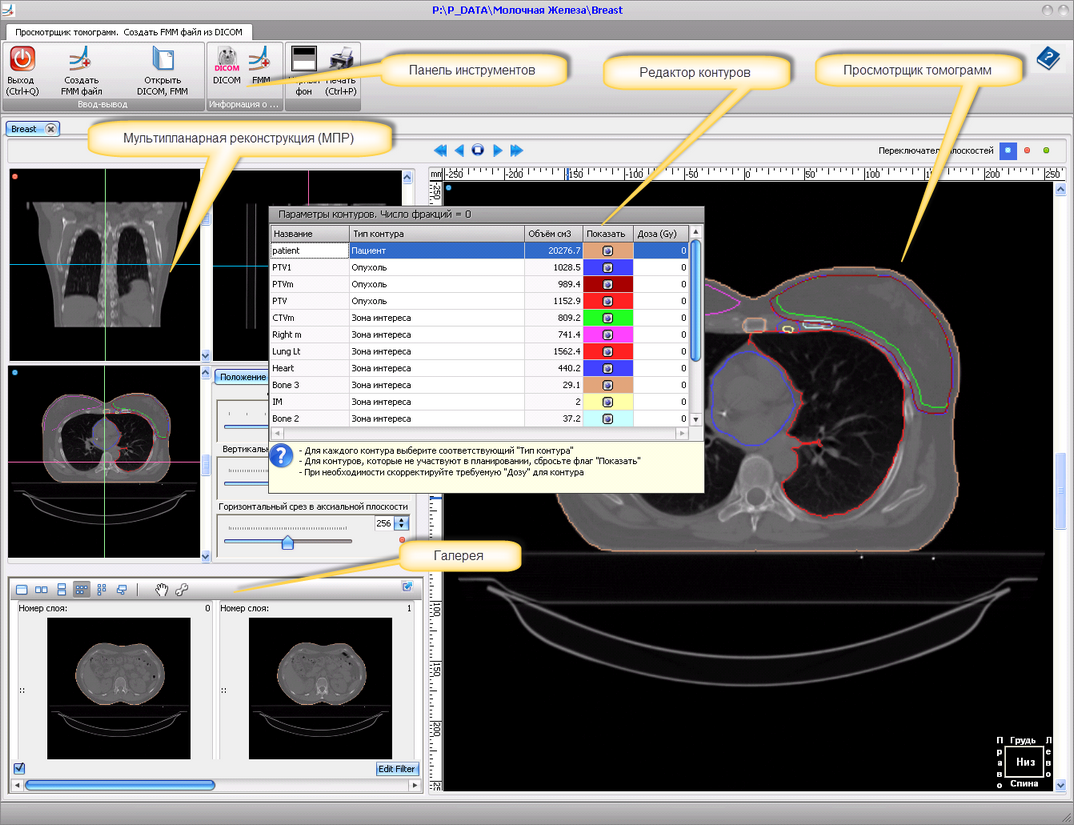 P:\P_DATA\Молочная Железа\Breast
Просмотрщик томограмм. Создать FMM файл из DICOM
Выход
(Ctrl+Q)
Создать
FMM файл
Открыть
DICOM, FMM
DICOM
DICOM
FMM
фон
Печать
(Ctrl+P)
Ввод-вывод
Информация о ...
Панель инструментов
Редактор контуров
Просмотрщик томограмм
Breast
Мультипланарная реконструкция (МПР)
Переключатель плоскостей
mm -250 -200 -150 -100 -50 0 50 100 150 200 250
Параметры контуров. Число фракций = 0
Название Тип контура Объём см3 Показать Доза (Gy)
patient Пациент 20276.7 0
PTV1 Опухоль 1028.5 0
PTVm Опухоль 989.4 0
PTV Опухоль 1152.9 0
CTVm Зона интереса 809.2 0
Right m Зона интереса 741.4 0
Lung Lt Зона интереса 1562.4 0
Heart Зона интереса 440.2 0
Bone 3 Зона интереса 29.1 0
IM Зона интереса 2 0
Bone 2 Зона интереса 37.2 0
- Для каждого контура выберите соответствующий "Тип контура"
- Для контуров, которые не участвуют в планировании, сбросьте флаг "Показать"
- При необходимости скорректируйте требуемую "Дозу" для контура
Положение
Горизонтальный срез в аксиальной плоскости
256
Галерея
Номер слоя: 0
Номер слоя: 1
Edit Filter
100
150
200
Право
Грудь
Лево
Низ
Спина